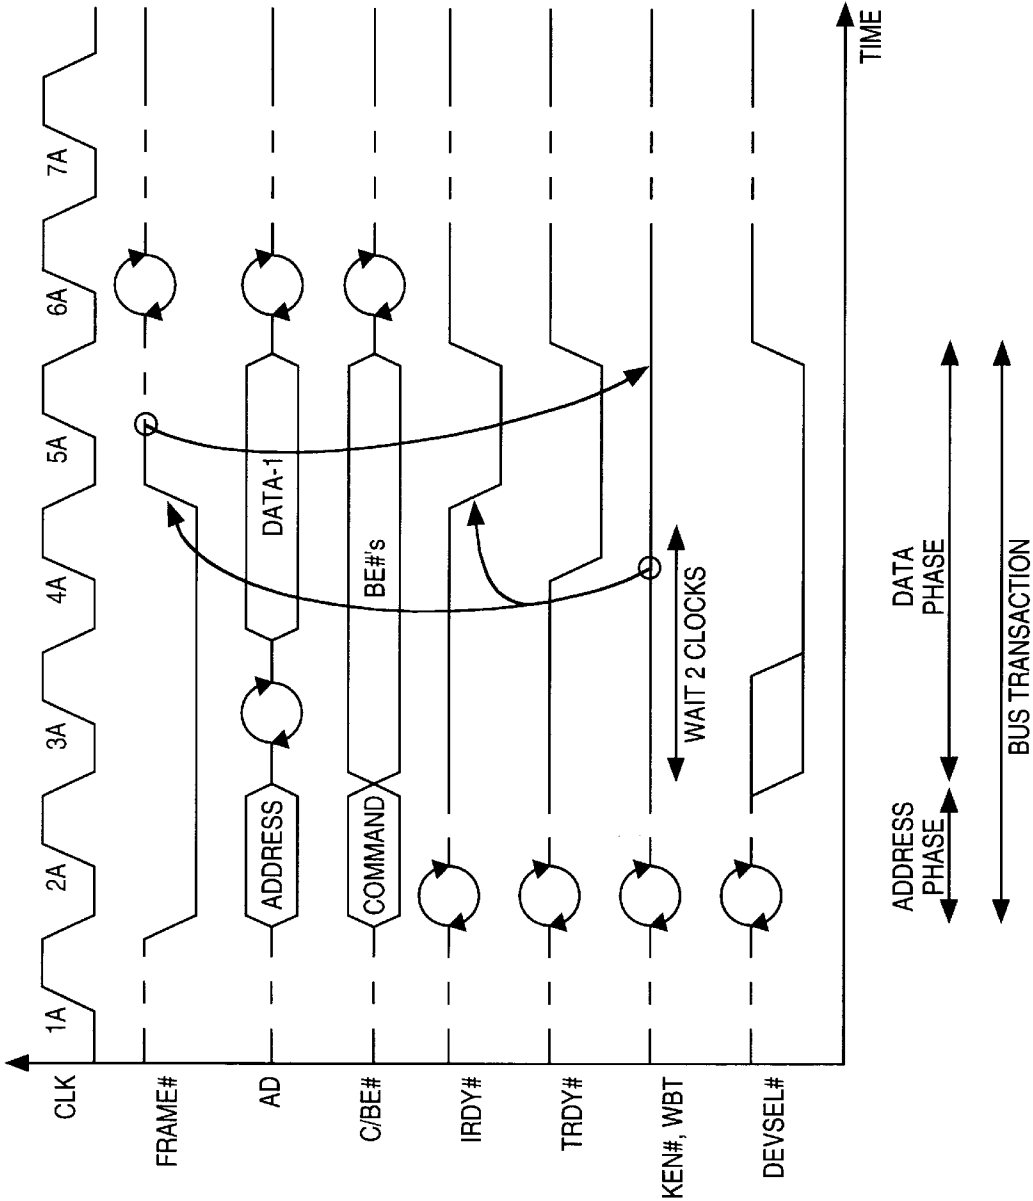 CLK
1A
2A
3A
4A
5A
6A
7A
FRAME#
AD
ADDRESS
DATA-1
C/BE#
COMMAND
BE#'s
IRDY#
TRDY#
KEN#, WBT
WAIT 2 CLOCKS
DEVSEL#
TIME
ADDRESS
PHASE
DATA
PHASE
BUS TRANSACTION